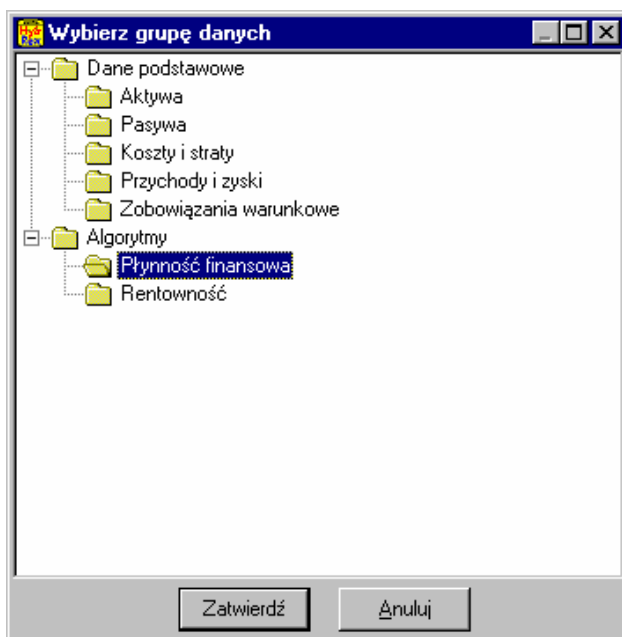 Wybierz grupę danych
Dane podstawowe
Aktywa
Pasywa
Koszty i straty
Przychody i zyski
Zobowiązania warunkowe
Algorytmy
Płynność finansowa
Rentowność
Zatwierdź Anuluj